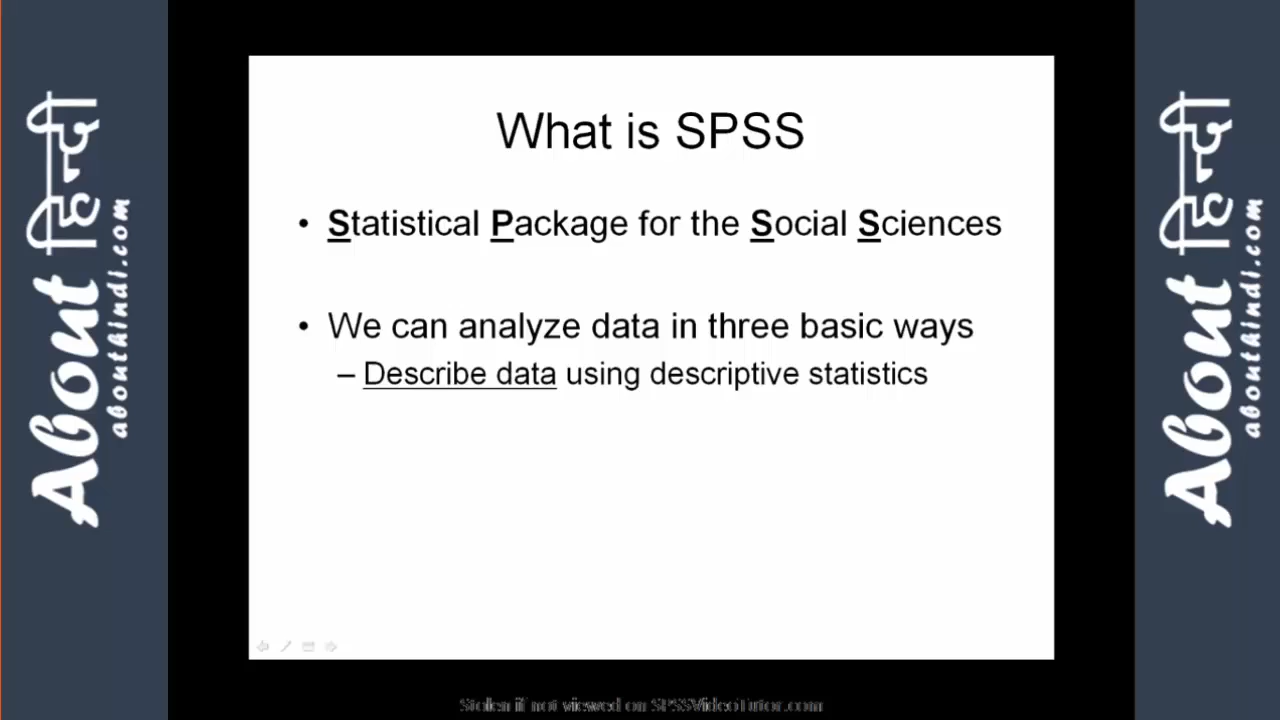 What is SPSS
• Statistical Package for the Social Sciences
• We can analyze data in three basic ways
– Describe data using descriptive statistics
About हिन्दी
abouthindi.com
About हिन्दी
abouthindi.com
Stolen if not viewed on SPSSVideoTutor.com